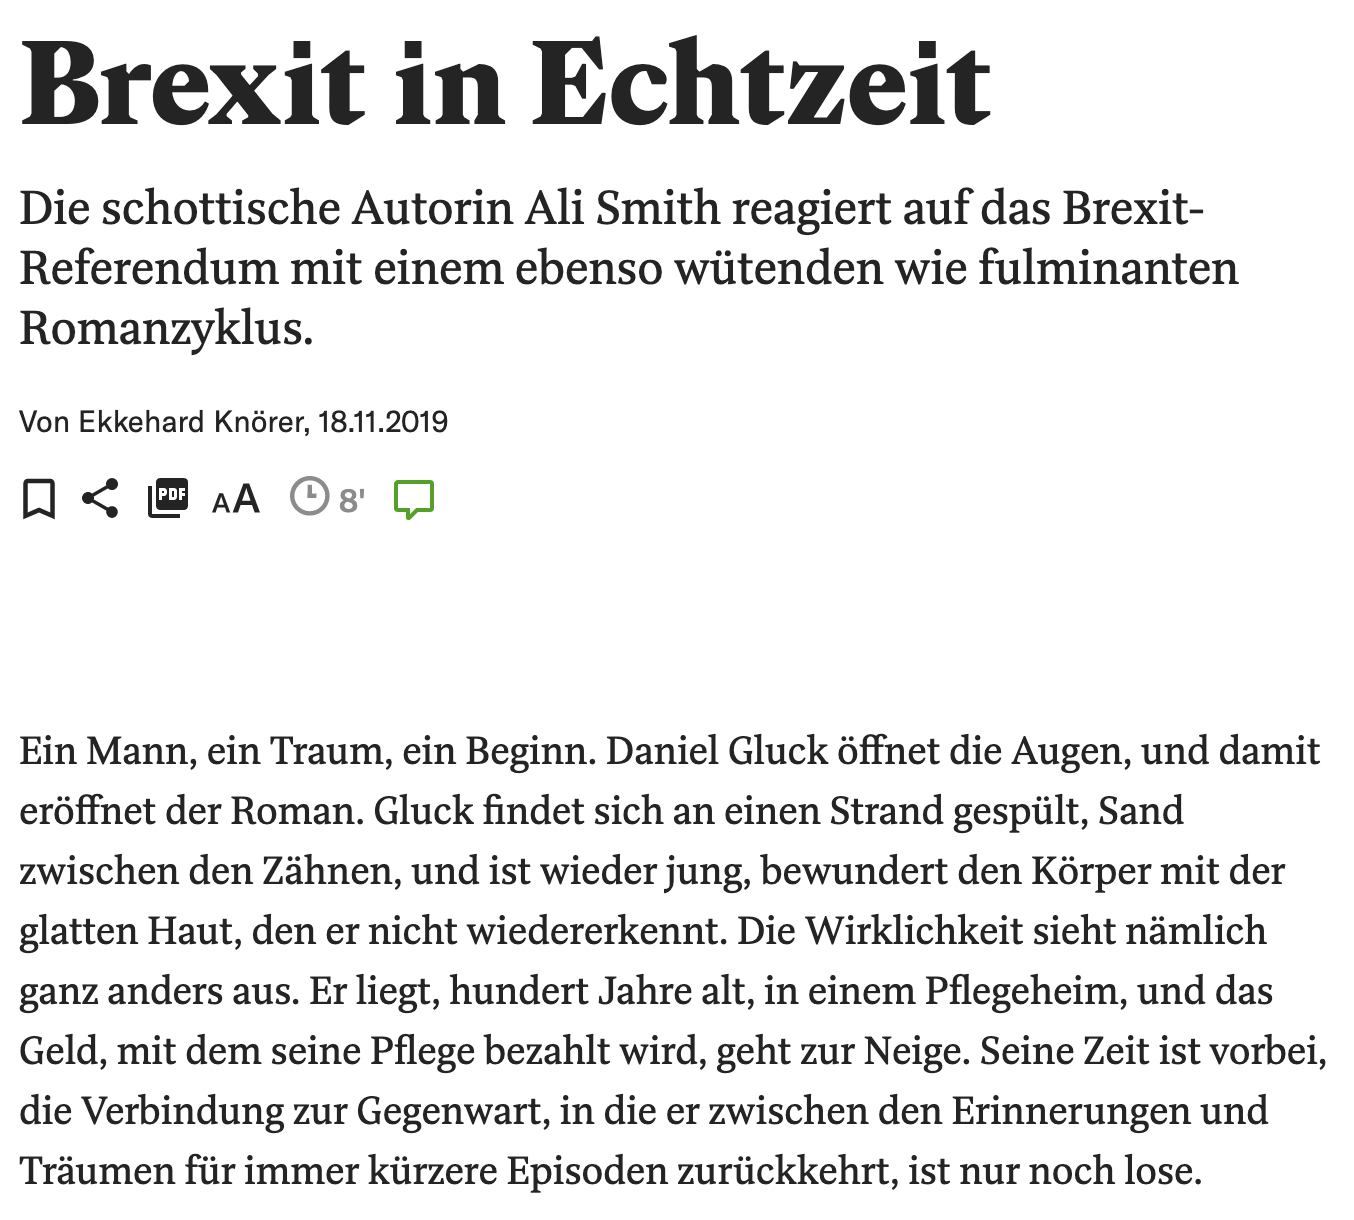 Brexit in Echtzeit
Die schottische Autorin Ali Smith reagiert auf das Brexit-
Referendum mit einem ebenso wütenden wie fulminanten
Romanzyklus.
Von Ekkehard Knörer, 18.11.2019
PDF AA 8'
Ein Mann, ein Traum, ein Beginn. Daniel Gluck öffnet die Augen, und damit
eröffnet der Roman. Gluck findet sich an einen Strand gespült, Sand
zwischen den Zähnen, und ist wieder jung, bewundert den Körper mit der
glatten Haut, den er nicht wiedererkennt. Die Wirklichkeit sieht nämlich
ganz anders aus. Er liegt, hundert Jahre alt, in einem Pflegeheim, und das
Geld, mit dem seine Pflege bezahlt wird, geht zur Neige. Seine Zeit ist vorbei,
die Verbindung zur Gegenwart, in die er zwischen den Erinnerungen und
Träumen für immer kürzere Episoden zurückkehrt, ist nur noch lose.